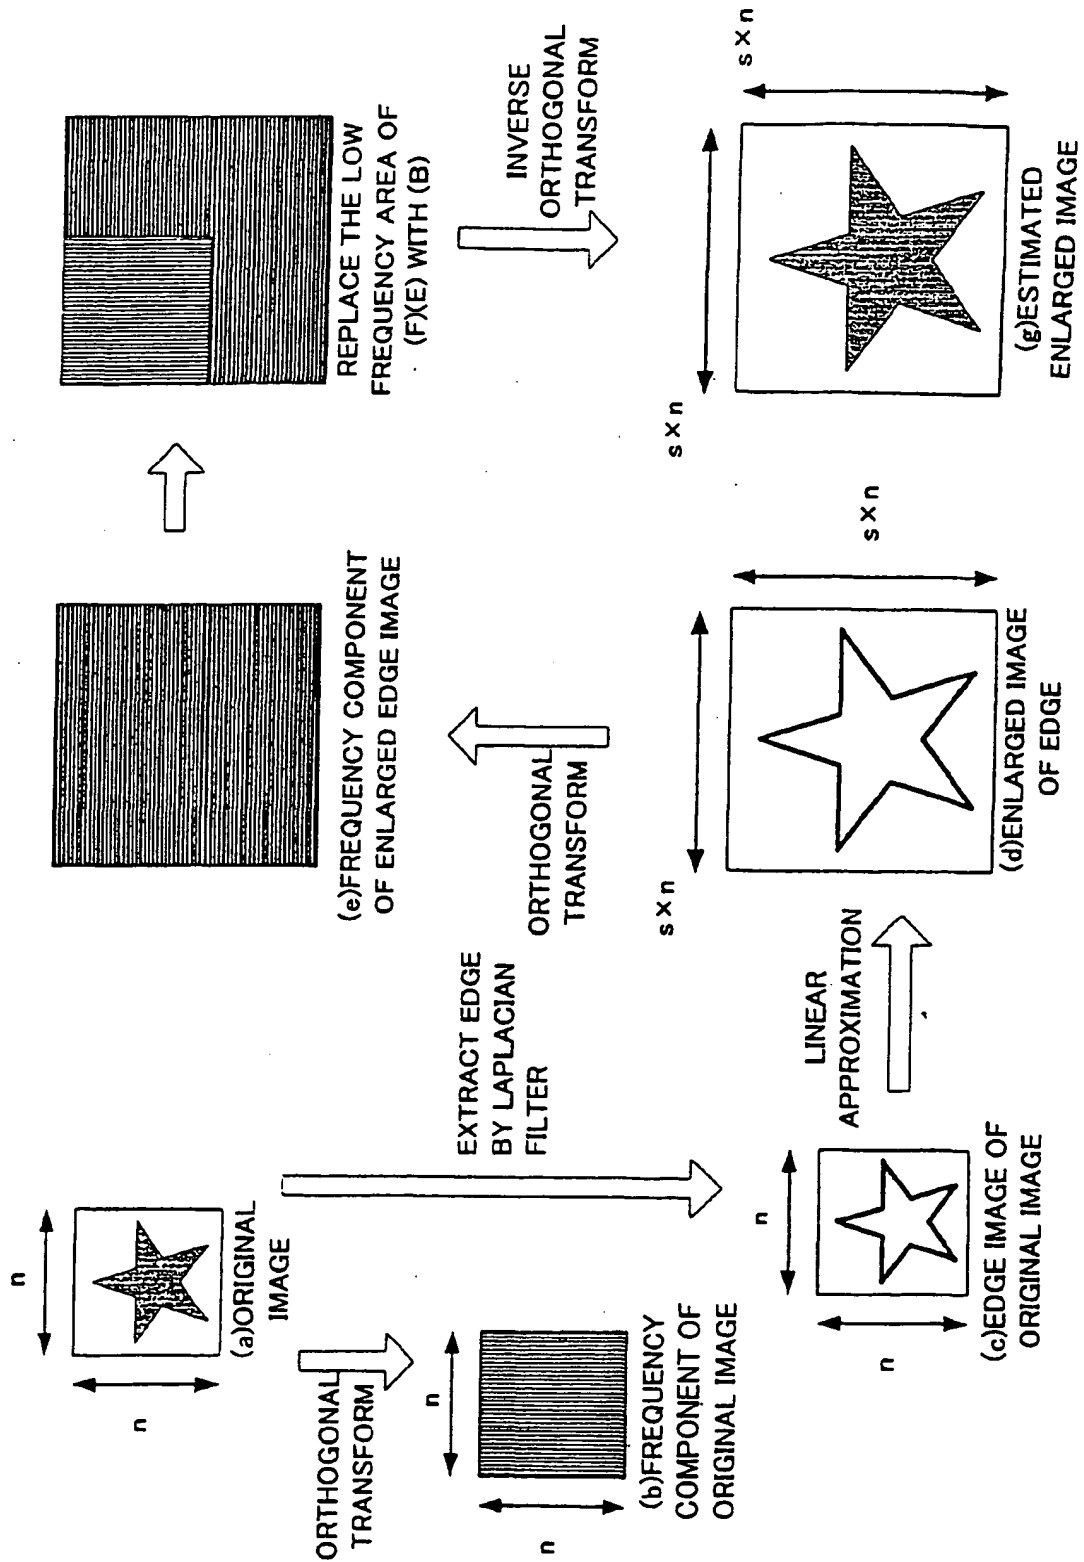 n
n
(a)ORIGINAL
IMAGE
ORTHOGONAL
TRANSFORM
n
n
(b)FREQUENCY
COMPONENT OF
ORIGINAL IMAGE
EXTRACT EDGE
BY LAPLACIAN
FILTER
n
n
(c)EDGE IMAGE OF
ORIGINAL IMAGE
LINEAR
APPROXIMATION
s×n
s×n
(d)ENLARGED IMAGE
OF EDGE
ORTHOGONAL
TRANSFORM
(e)FREQUENCY COMPONENT
OF ENLARGED EDGE IMAGE
REPLACE THE LOW
FREQUENCY AREA OF
(F)(E) WITH (B)
INVERSE
ORTHOGONAL
TRANSFORM
s×n
s×n
(g)ESTIMATED
ENLARGED IMAGE